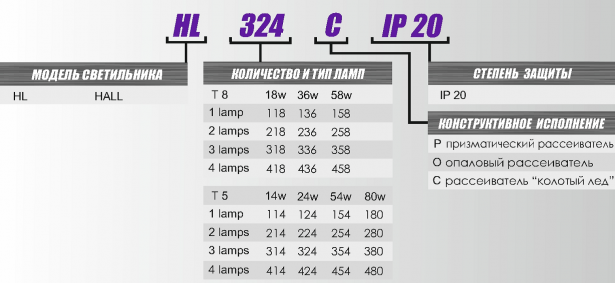 HL 324 C IP 20
МОДЕЛЬ СВЕТИЛЬНИКА
HL HALL
КОЛИЧЕСТВО И ТИП ЛАМП
T 8 18w 36w 58w
1 lamp 118 136 158
2 lamps 218 236 258
3 lamps 318 336 358
4 lamps 418 436 458
T 5 14w 24w 54w 80w
1 lamp 114 124 154 180
2 lamps 214 224 254 280
3 lamps 314 324 354 380
4 lamps 414 424 454 480
СТЕПЕНЬ ЗАЩИТЫ
IP 20
КОНСТРУКТИВНОЕ ИСПОЛНЕНИЕ
P призматический рассеиватель
O опаловый рассеиватель
C рассеиватель "колотый лед"